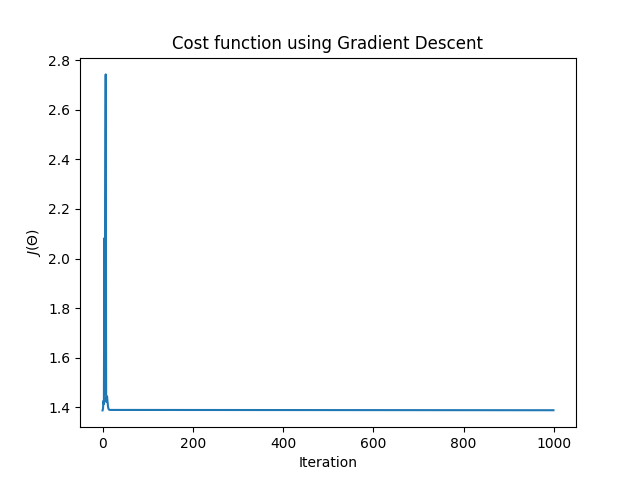 Cost function using Gradient Descent
J(Θ)
2.8
2.6
2.4
2.2
2.0
1.8
1.6
1.4
0 200 400 600 800 1000
Iteration